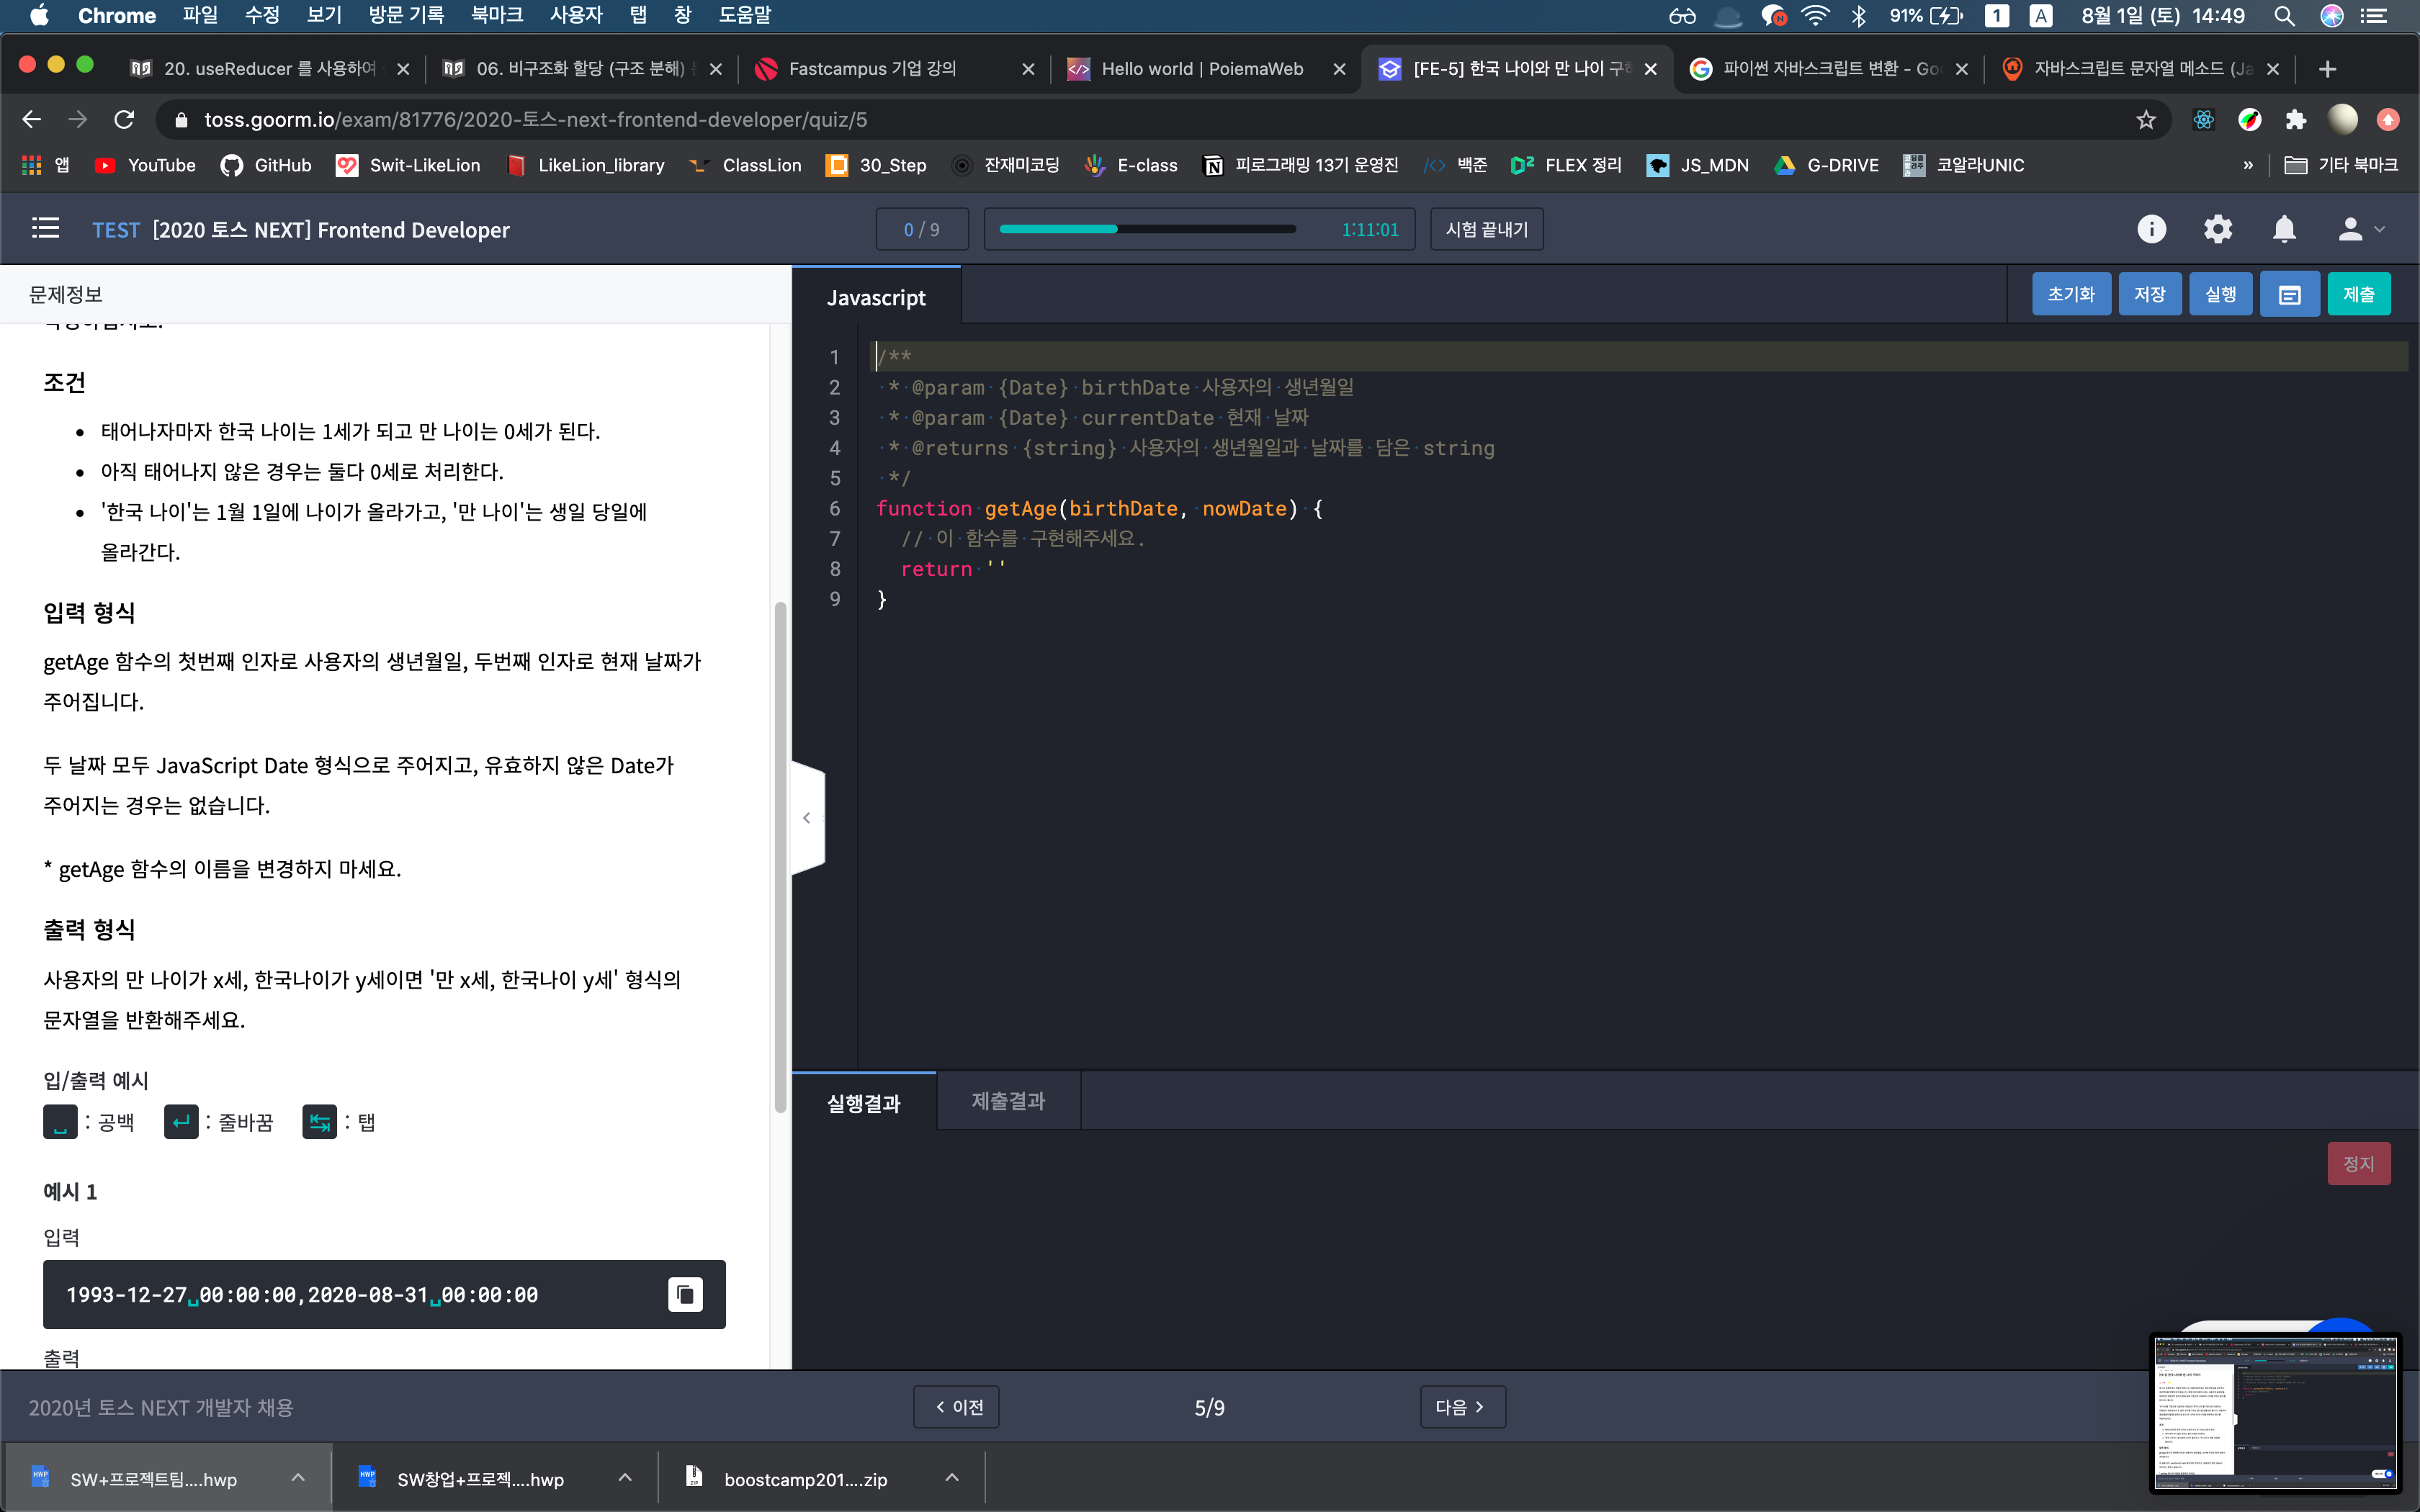 Chrome 파일 수정 보기 방문 기록 북마크 사용자 탭 창 도움말 91% 1 A 8월 1일 (토) 14:49
20. useReducer 를 사용하여 06. 비구조화 할당 (구조 분해) Fastcampus 기업 강의 Hello world | PoiemaWeb [FE-5] 한국 나이와 만 나이 구하 파이썬 자바스크립트 변환 - Go 자바스크립트 문자열 메소드 (Ja
toss.goorm.io/exam/81776/2020-토스-next-frontend-developer/quiz/5
앱 YouTube GitHub Swit-LikeLion LikeLion_library ClassLion 30_Step 잔재미코딩 E-class 피로그래밍 13기 운영진 백준 FLEX 정리 JS_MDN G-DRIVE 코알라UNIC » 기타 북마크
TEST [2020 토스 NEXT] Frontend Developer 0 / 9 1:11:01 시험 끝내기
문제정보
Javascript
초기화 저장 실행 제출
조건
• 태어나자마자 한국 나이는 1세가 되고 만 나이는 0세가 된다.
• 아직 태어나지 않은 경우는 둘다 0세로 처리한다.
• '한국 나이'는 1월 1일에 나이가 올라가고, '만 나이'는 생일 당일에
올라간다.
입력 형식
getAge 함수의 첫번째 인자로 사용자의 생년월일, 두번째 인자로 현재 날짜가
주어집니다.
두 날짜 모두 JavaScript Date 형식으로 주어지고, 유효하지 않은 Date가
주어지는 경우는 없습니다.
* getAge 함수의 이름을 변경하지 마세요.
출력 형식
사용자의 만 나이가 x세, 한국나이가 y세이면 '만 x세, 한국나이 y세' 형식의
문자열을 반환해주세요.
입/출력 예시
␣ : 공백 ↵ : 줄바꿈 ↹ : 탭
예시 1
입력
1993-12-27␣00:00:00,2020-08-31␣00:00:00
출력
1 /**
2 * @param {Date} birthDate 사용자의 생년월일
3 * @param {Date} currentDate 현재 날짜
4 * @returns {string} 사용자의 생년월일과 날짜를 담은 string
5 */
6 function getAge(birthDate, nowDate) {
7 // 이 함수를 구현해주세요.
8 return ''
9 }
실행결과 제출결과
정지
2020년 토스 NEXT 개발자 채용 < 이전 5/9 다음 >
SW+프로젝트팀....hwp SW창업+프로젝....hwp boostcamp201....zip